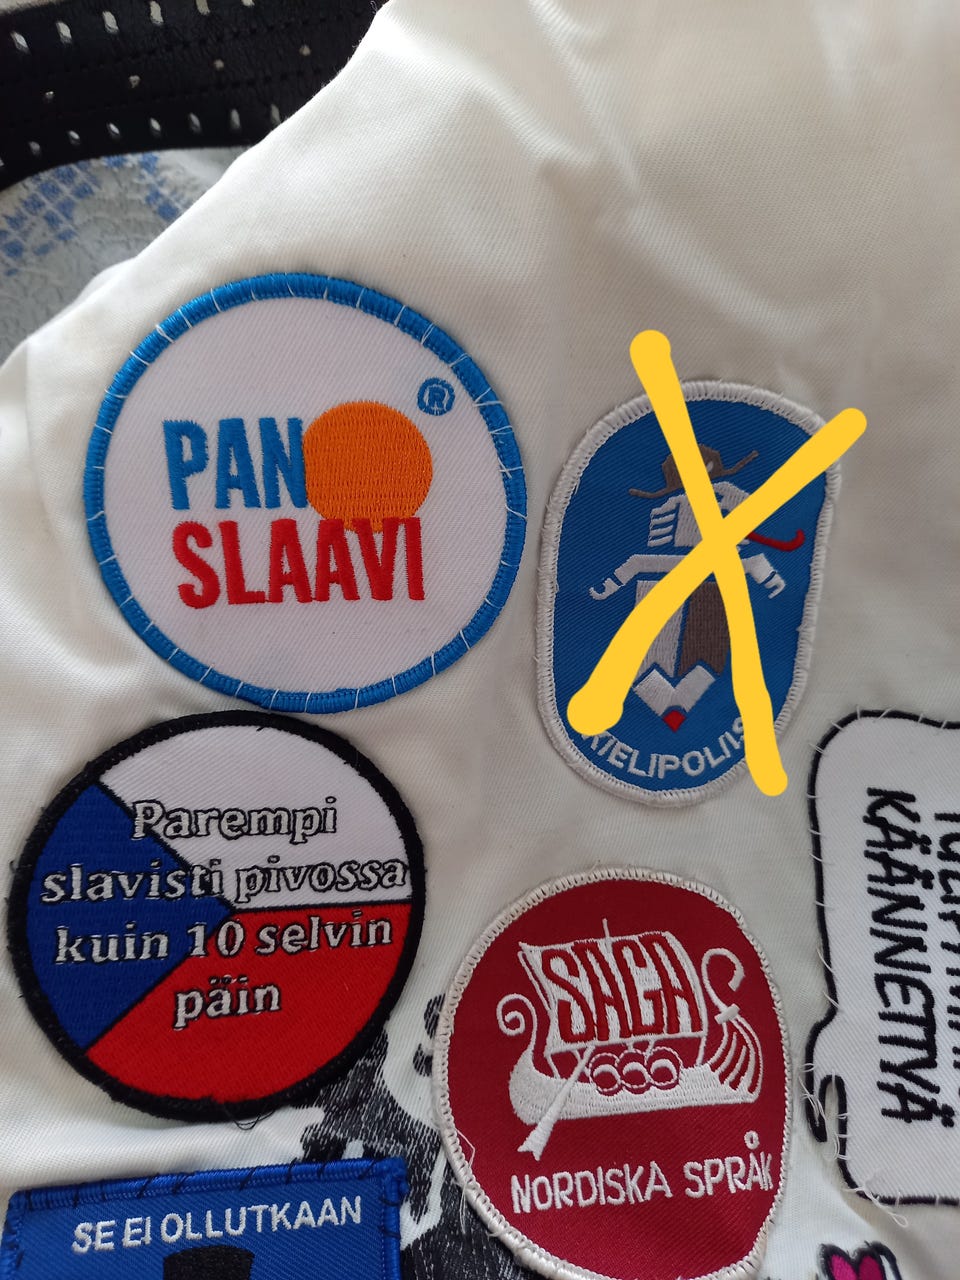 PAN
®
SLAAVI
KIELIPOLIISI
Parempi
slavisti pivossa
kuin 10 selvin
päin
SAGA
NORDISKA SPRÅK
KÄÄNNETTYÄ
SE EI OLLUTKAAN